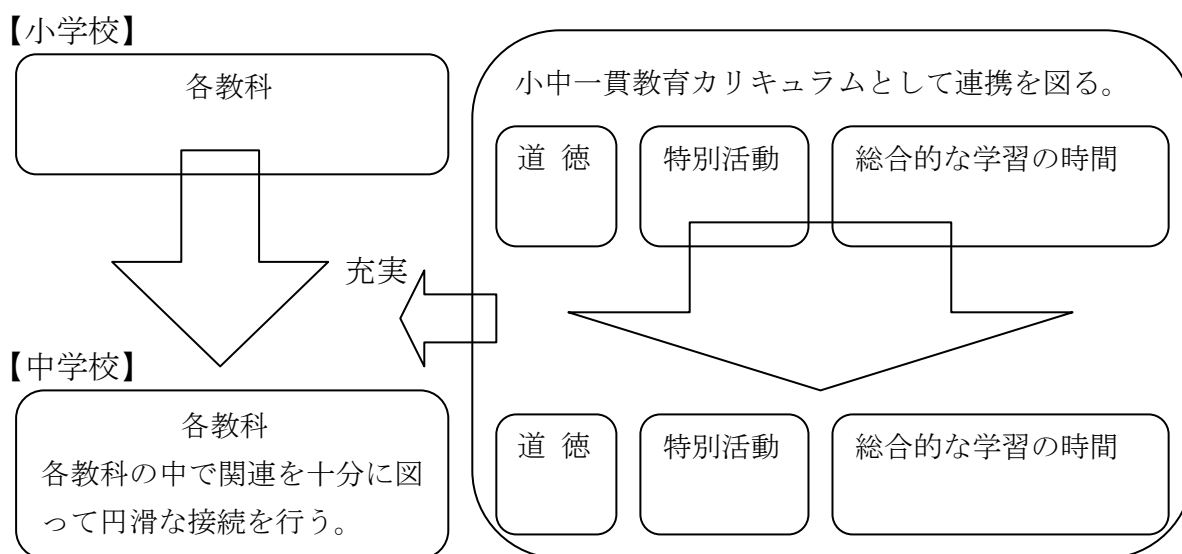 【小学校】
各教科
小中一貫教育カリキュラムとして連携を図る。
道 徳
特別活動
総合的な学習の時間
充実
【中学校】
各教科
各教科の中で関連を十分に図
って円滑な接続を行う。
道 徳
特別活動
総合的な学習の時間